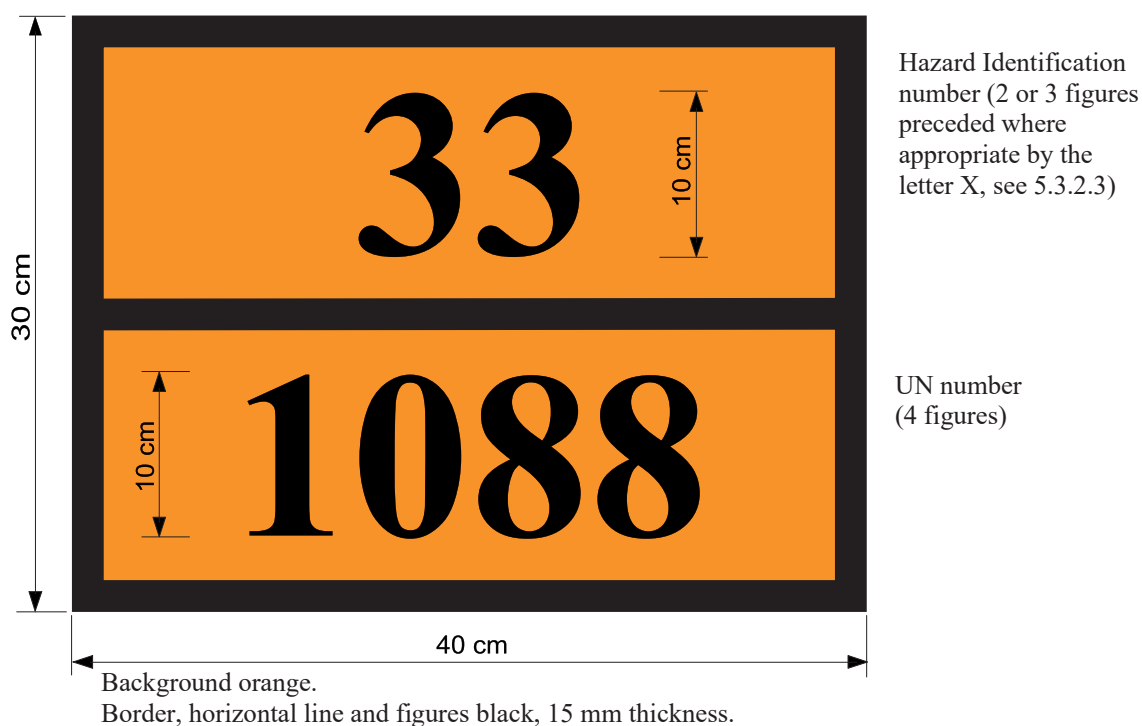 33
Hazard Identification
number (2 or 3 figures
preceded where
appropriate by the
letter X, see 5.3.2.3)
10 cm
30 cm
1088
UN number
(4 figures)
10 cm
40 cm
Background orange.
Border, horizontal line and figures black, 15 mm thickness.